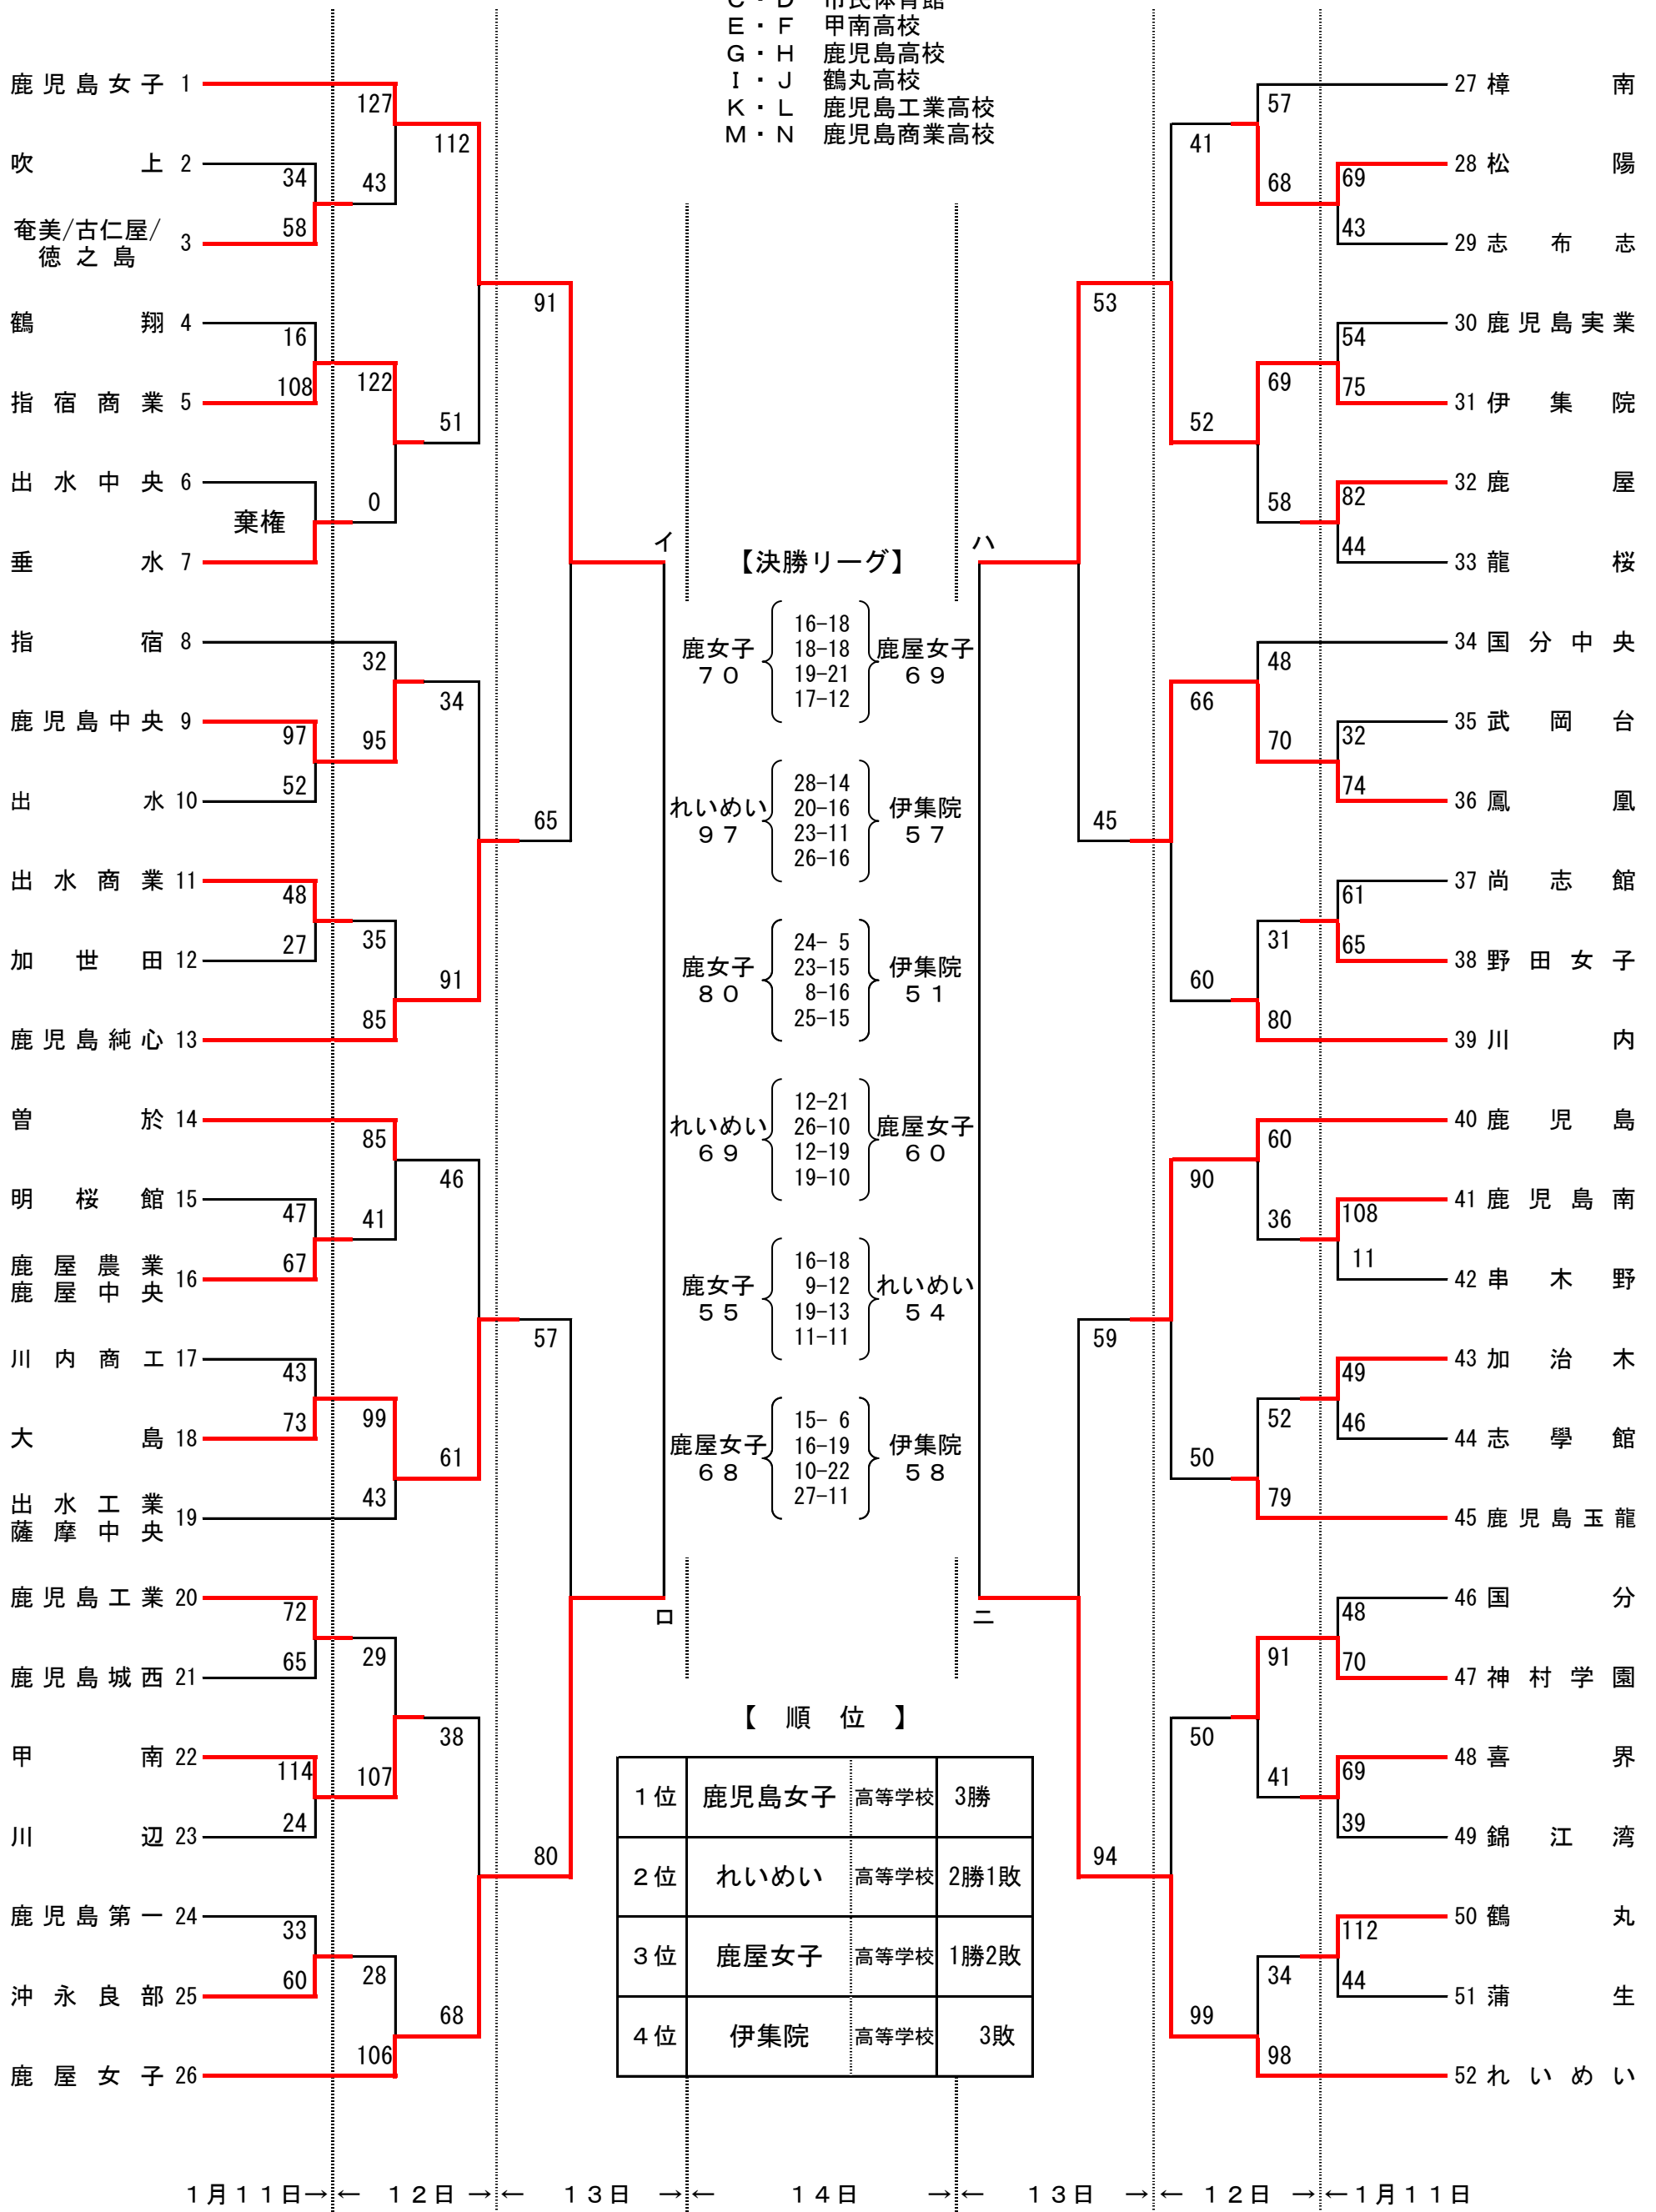 Ｃ・Ｄ　市民体育館
Ｅ・Ｆ　甲南高校
Ｇ・Ｈ　鹿児島高校
Ｉ・Ｊ　鶴丸高校
Ｋ・Ｌ　鹿児島工業高校
Ｍ・Ｎ　鹿児島商業高校
鹿児島女子 1
吹上 2
奄美/古仁屋/
徳之島 3
鶴翔 4
指宿商業 5
出水中央 6
垂水 7
指宿 8
鹿児島中央 9
出水 10
出水商業 11
加世田 12
鹿児島純心 13
曽於 14
明桜館 15
鹿屋農業
鹿屋中央 16
川内商工 17
大島 18
出水工業
薩摩中央 19
鹿児島工業 20
鹿児島城西 21
甲南 22
川辺 23
鹿児島第一 24
沖永良部 25
鹿屋女子 26
34
58
16
108
棄権
97
52
48
27
47
67
43
73
72
65
114
24
33
60
127
43
122
0
32
95
35
85
85
41
99
43
29
107
28
106
112
51
34
91
46
61
38
68
91
65
57
80
イ
ロ
【決勝リーグ】
鹿女子 ７０
16-18
18-18
19-21
17-12
鹿屋女子 ６９
れいめい ９７
28-14
20-16
23-11
26-16
伊集院 ５７
鹿女子 ８０
24- 5
23-15
8-16
25-15
伊集院 ５１
れいめい ６９
12-21
26-10
12-19
19-10
鹿屋女子 ６０
鹿女子 ５５
16-18
9-12
19-13
11-11
れいめい ５４
鹿屋女子 ６８
15- 6
16-19
10-22
27-11
伊集院 ５８
【　順　位　】
１位 鹿児島女子 高等学校 3勝
２位 れいめい 高等学校 2勝1敗
３位 鹿屋女子 高等学校 1勝2敗
４位 伊集院 高等学校 3敗
ハ
ニ
53
45
59
94
41
52
66
60
90
50
50
99
57
68
69
58
48
70
31
80
60
36
52
79
91
41
34
98
69
43
54
75
82
44
32
74
61
65
108
11
49
46
48
70
69
39
112
44
27 樟南
28 松陽
29 志布志
30 鹿児島実業
31 伊集院
32 鹿屋
33 龍桜
34 国分中央
35 武岡台
36 鳳凰
37 尚志館
38 野田女子
39 川内
40 鹿児島
41 鹿児島南
42 串木野
43 加治木
44 志學館
45 鹿児島玉龍
46 国分
47 神村学園
48 喜界
49 錦江湾
50 鶴丸
51 蒲生
52 れいめい
１月１１日→←　１２日　→←　１３日　→←　１４日　→←　１３日　→←　１２日　→←１月１１日